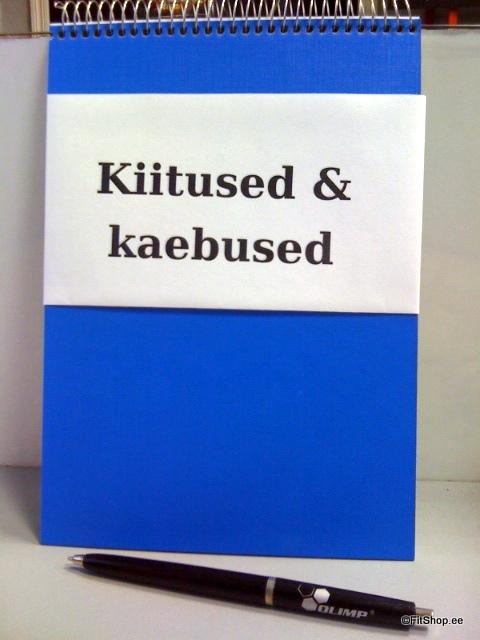 Kiitused &
kaebused
OLIMP®
©FitShop.ee